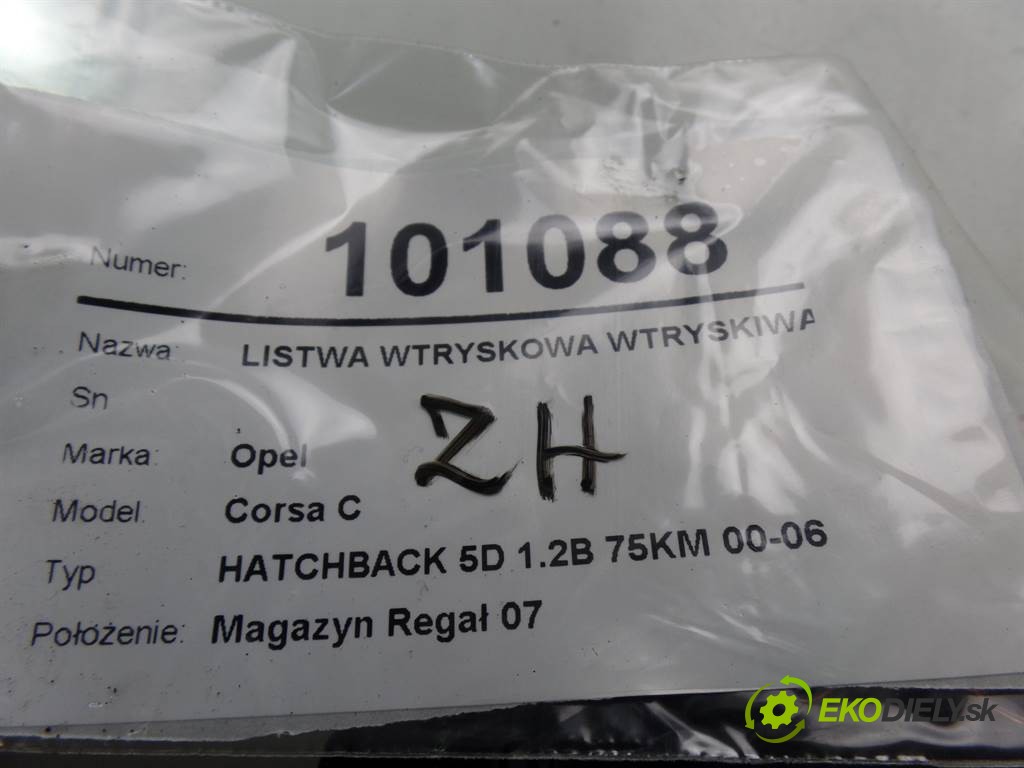 Numer: 101088
Nazwa: LISTWA WTRYSKOWA WTRYSKIWA
Sn
ZH
Marka: Opel
Model: Corsa C
Typ HATCHBACK 5D 1.2B 75KM 00-06
Położenie: Magazyn Regał 07
EKODIELY.sk